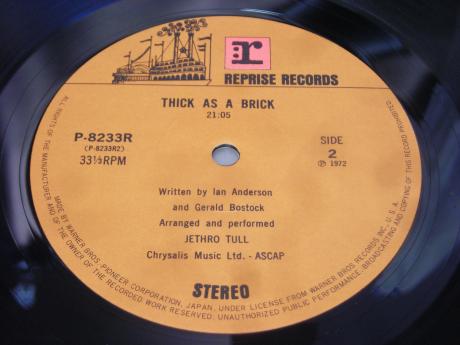 r
REPRISE RECORDS
THICK AS A BRICK
21:05
P-8233R
(P-8233R2)
33⅓RPM
SIDE
2
Ⓟ 1972
Written by Ian Anderson
and Gerald Bostock
Arranged and performed
JETHRO TULL
Chrysalis Music Ltd. - ASCAP
STEREO
ALL RIGHTS OF THE MANUFACTURER AND OF THE OWNER OF THE RECORDED WORK RESERVED: UNAUTHORIZED PUBLIC PERFORMANCE, BROADCASTING AND COPYING OF THIS RECORD PROHIBITED
MADE BY WARNER BROS. PIONEER CORPORATION, JAPAN, UNDER LICENSE FROM WARNER BROS. RECORDS INC., U.S.A.